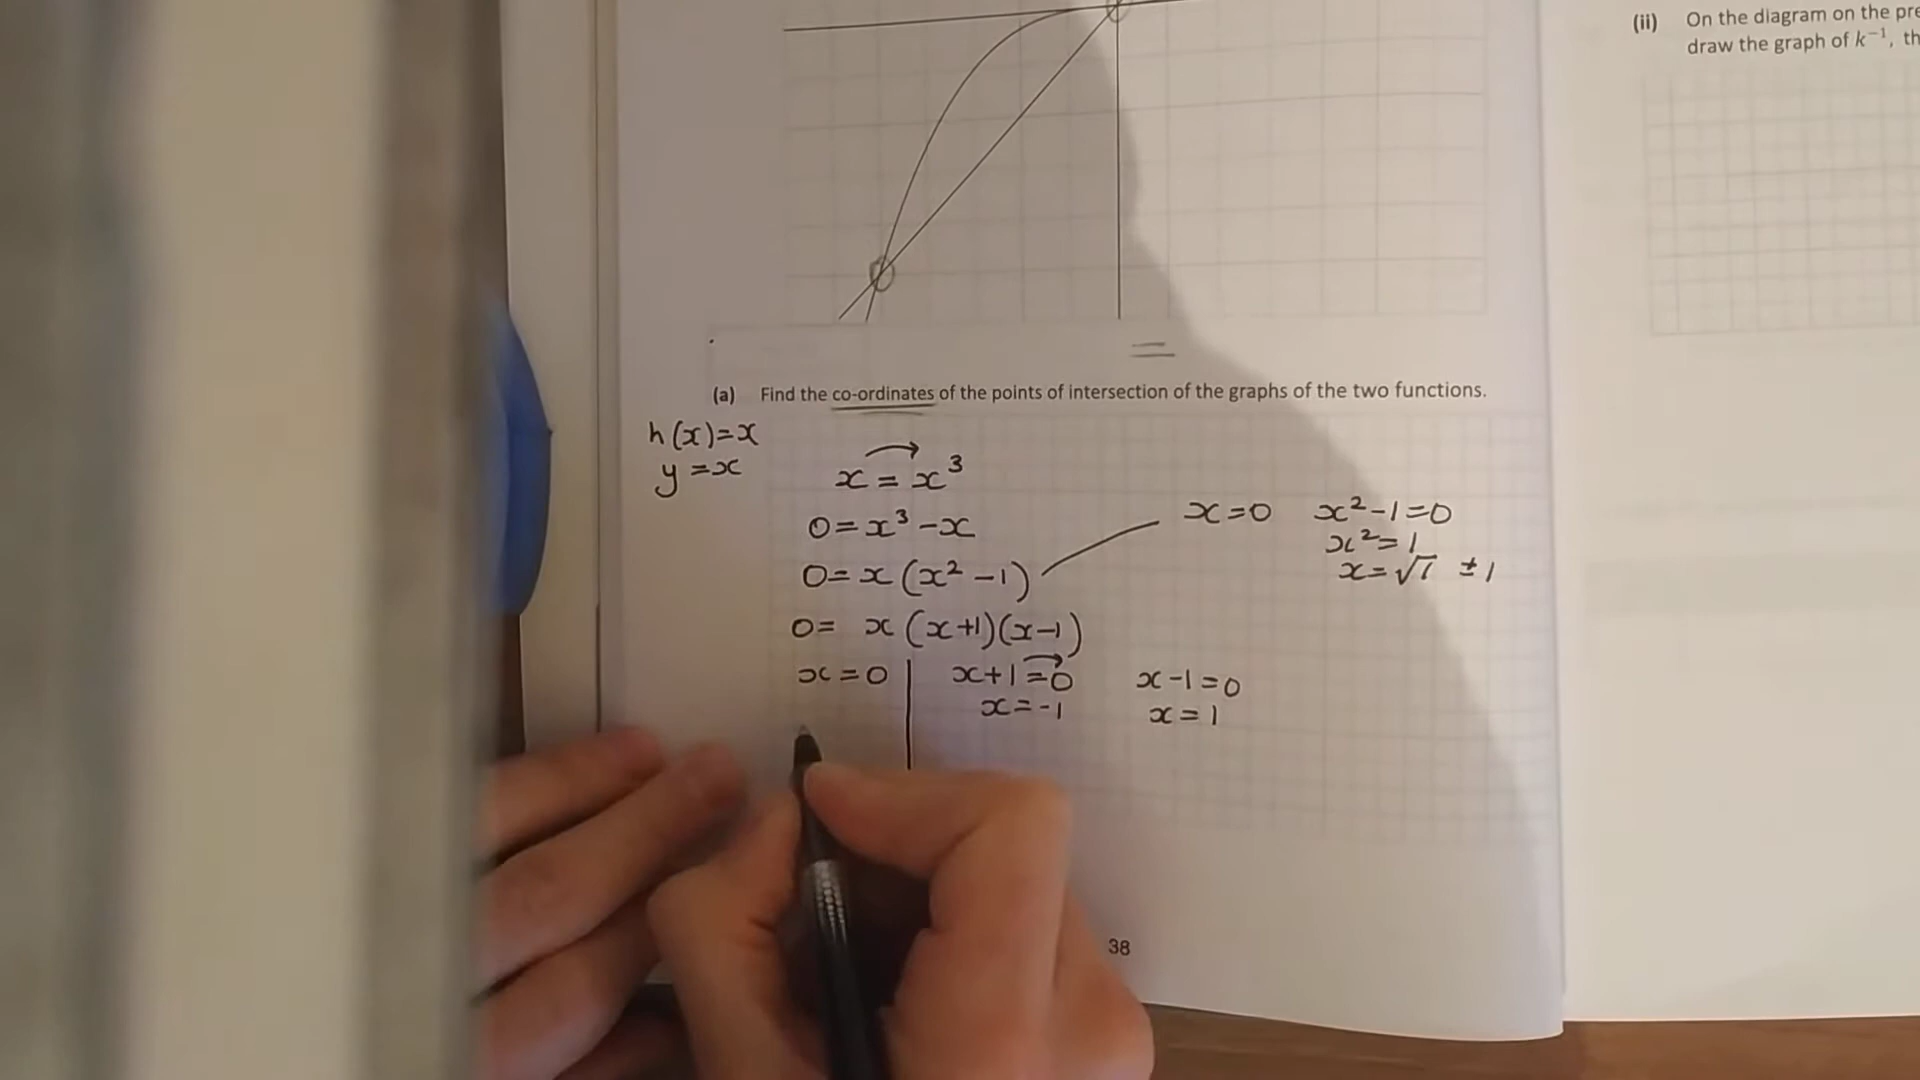 (ii) On the diagram on the
draw the graph of k⁻¹,
(a) Find the co-ordinates of the points of intersection of the graphs of the two functions.
h(x)=x
y=x
x=x³
0=x³-x
0=x(x²-1)
0= x(x+1)(x-1)
x=0
x+1=0
x=-1
x-1=0
x=1
x=0
x²-1=0
x²=1
x=√1 ±1
38